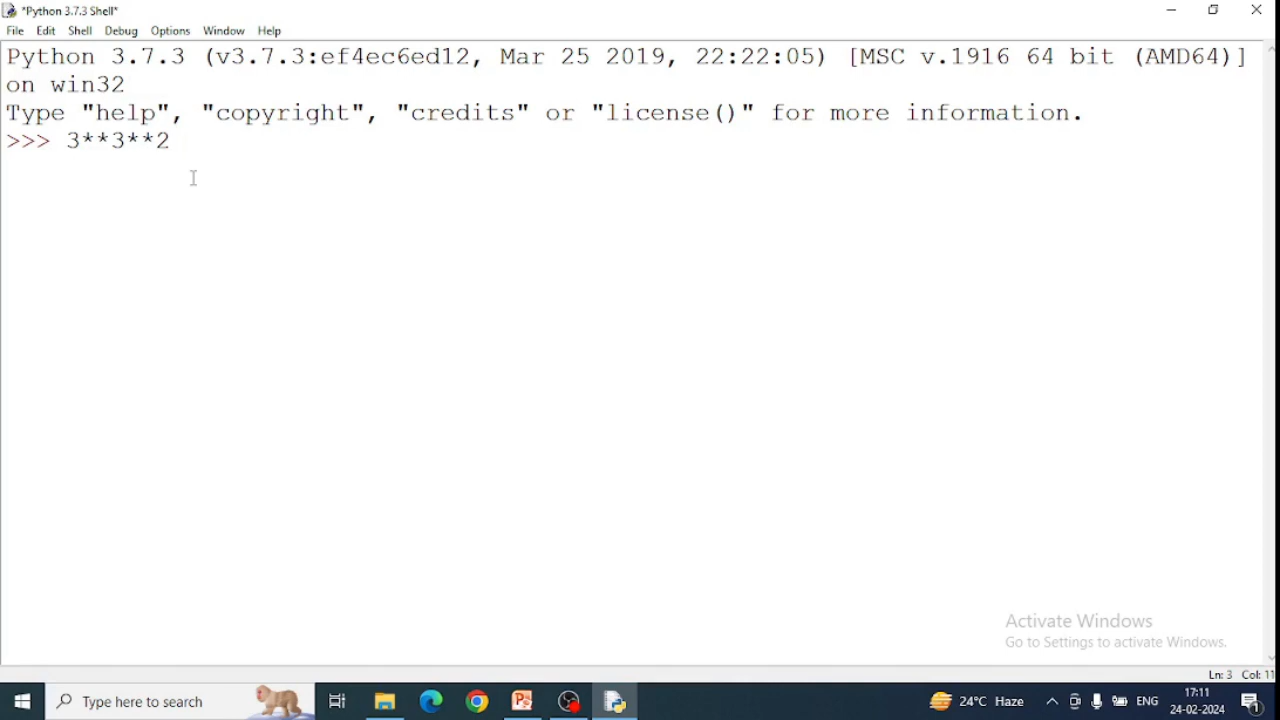 *Python 3.7.3 Shell*
File Edit Shell Debug Options Window Help
Python 3.7.3 (v3.7.3:ef4ec6ed12, Mar 25 2019, 22:22:05) [MSC v.1916 64 bit (AMD64)]
on win32
Type "help", "copyright", "credits" or "license()" for more information.
>>> 3**3**2
Activate Windows
Go to Settings to activate Windows.
Ln: 3 Col: 11
Type here to search
24°C Haze
ENG
17:11
24-02-2024
1